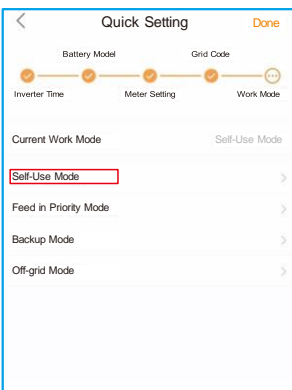 Quick Setting
Done
Battery Model
Grid Code
Inverter Time
Meter Setting
Work Mode
Current Work Mode
Self-Use Mode
Self-Use Mode
Feed in Priority Mode
Backup Mode
Off-grid Mode